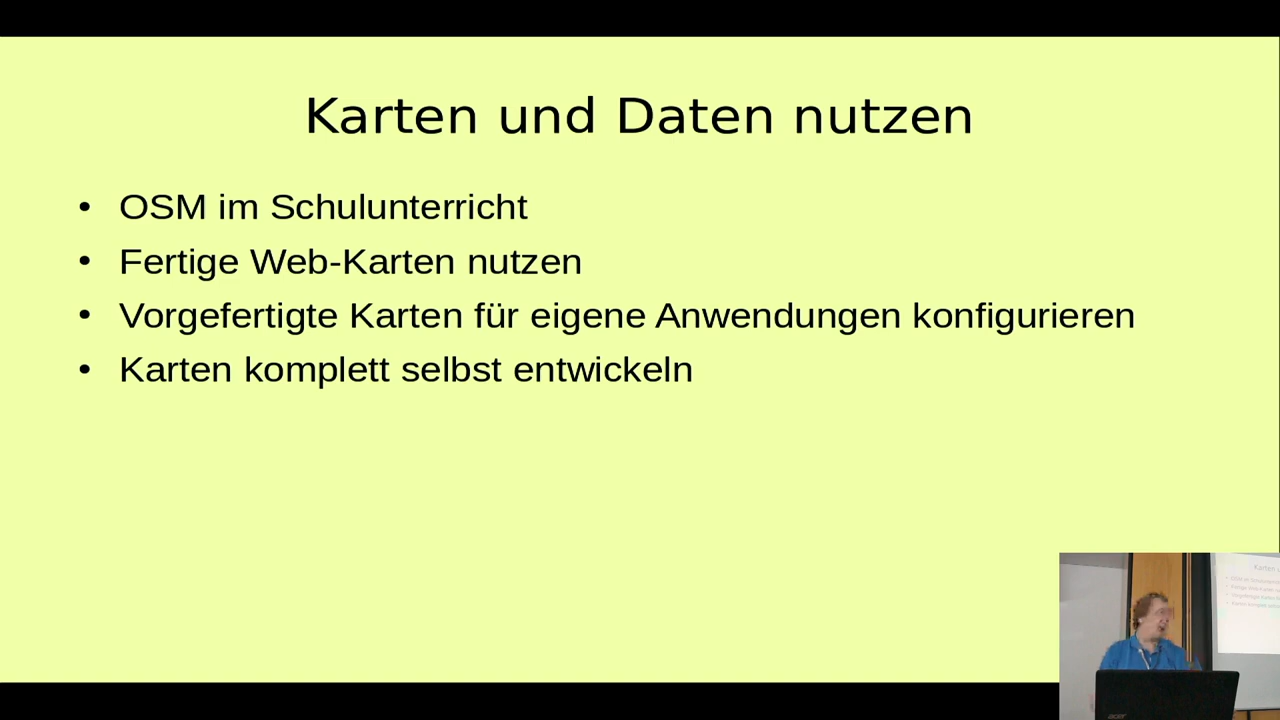 Karten und Daten nutzen
• OSM im Schulunterricht
• Fertige Web-Karten nutzen
• Vorgefertigte Karten für eigene Anwendungen konfigurieren
• Karten komplett selbst entwickeln
acer